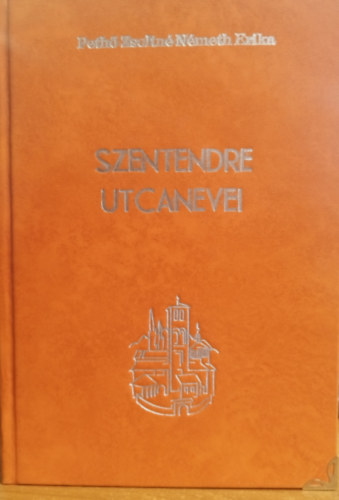 Pethő Zsoltné Németh Erika
SZENTENDRE
UTCANEVEI